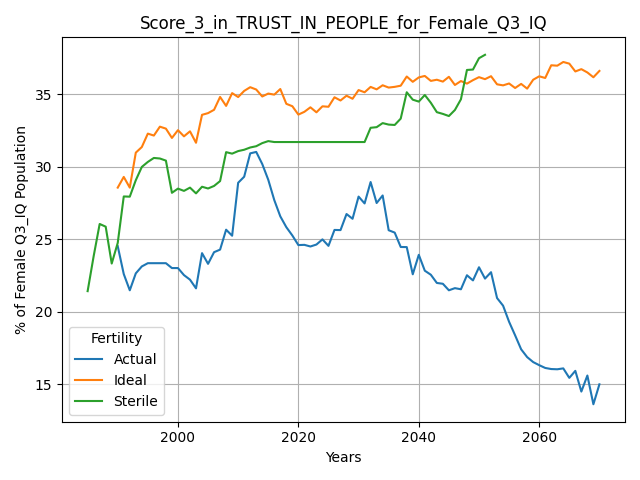 Score_3_in_TRUST_IN_PEOPLE_for_Female_Q3_IQ
% of Female Q3_IQ Population
35
30
25
20
15
Fertility
Actual
Ideal
Sterile
2000
2020
2040
2060
Years